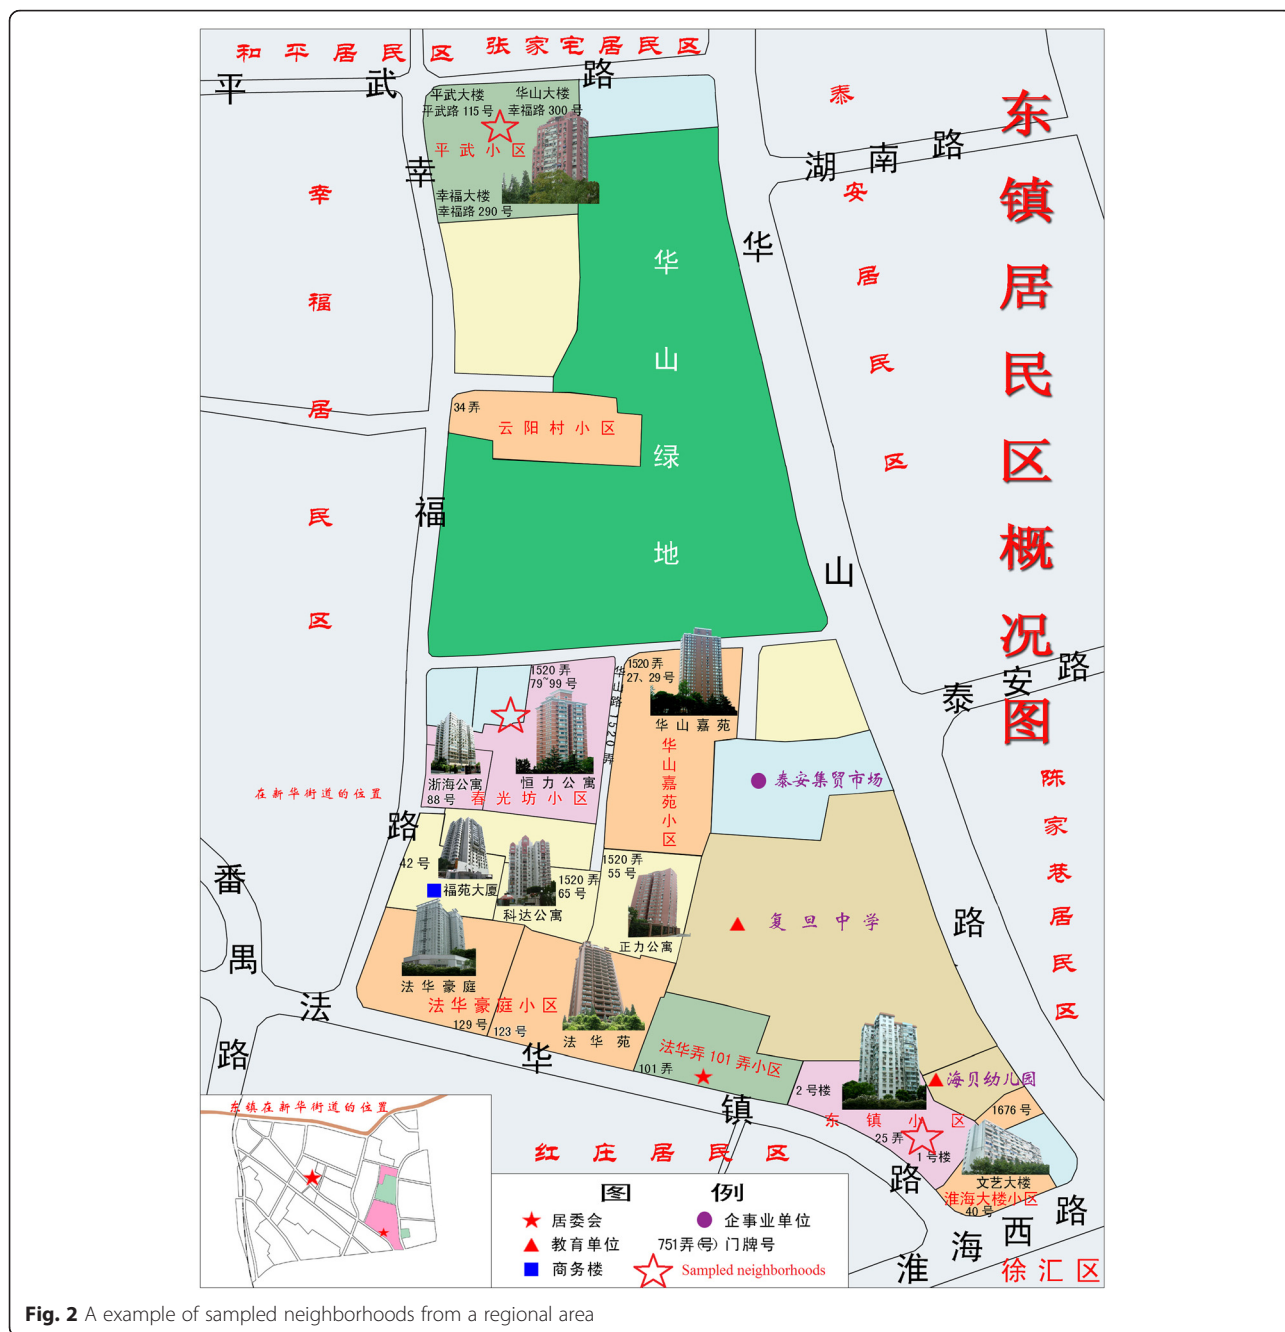 和平居民区
张家宅居民区
平武路
平武大楼
平武路 115 号
华山大楼
幸福路 300 号
平武小区
幸福大楼
幸福路 290 号
泰安居民区
湖南路
东镇居民区概况图
幸福居民区
幸福路
华山路
华山绿地
34 弄
云阳村小区
泰安路
1520 弄
79~99 号
华山路 1520 弄
1520 弄
27、29 号
华山嘉苑
华山嘉苑小区
浙海公寓
88 号
恒力公寓
春光坊小区
泰安集贸市场
在新华街道的位置
陈家巷居民区
42 号
福苑大厦
科达公寓
1520 弄
65 号
1520 弄
55 号
正力公寓
复旦中学
番禺路
法华豪庭
法华豪庭小区
129 号
123 号
法华苑
法华镇路
法华弄 101 弄小区
101 弄
2 号楼
海贝幼儿园
1676 号
东镇小区
25 弄
1 号楼
文艺大楼
淮海大楼小区
40 号
红庄居民区
淮海西路
徐汇区
东镇在新华街道的位置
图例
居委会
企事业单位
教育单位
751弄(号) 门牌号
商务楼
Sampled neighborhoods
Fig. 2 A example of sampled neighborhoods from a regional area